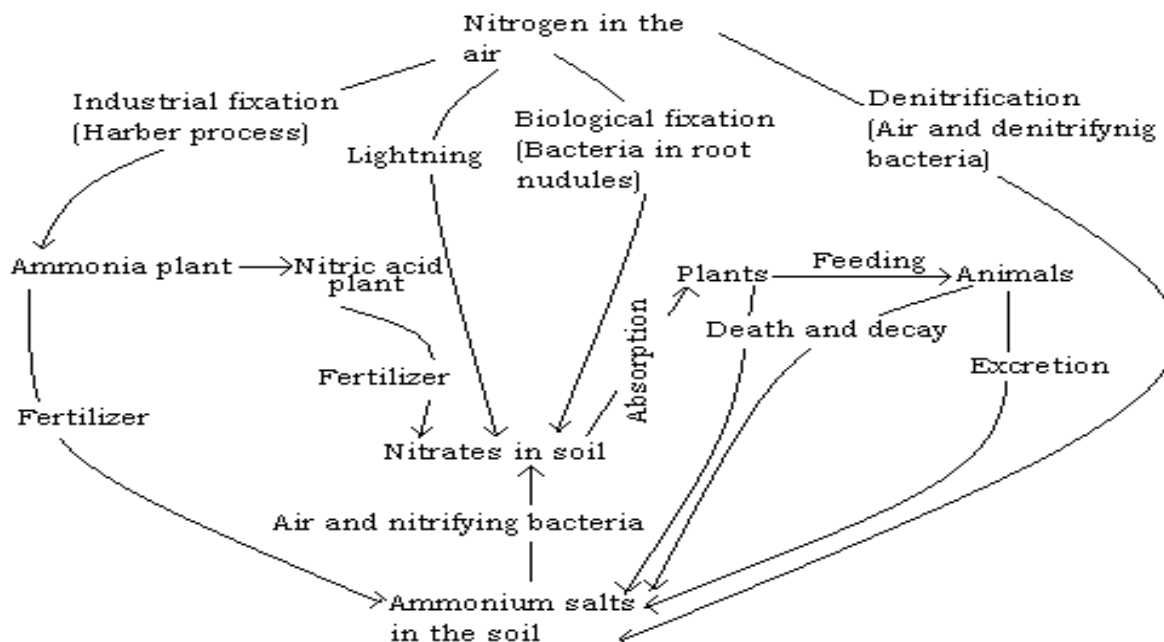 Nitrogen in the
air
Industrial fixation
(Harber process)
Lightning
Biological fixation
(Bacteria in root
nudules)
Denitrification
(Air and denitrifynig
bacteria)
Ammonia plant
Nitric acid
plant
Plants
Feeding
Animals
Absorption
Death and decay
Fertilizer
Excretion
Fertilizer
Nitrates in soil
Air and nitrifying bacteria
Ammonium salts
in the soil